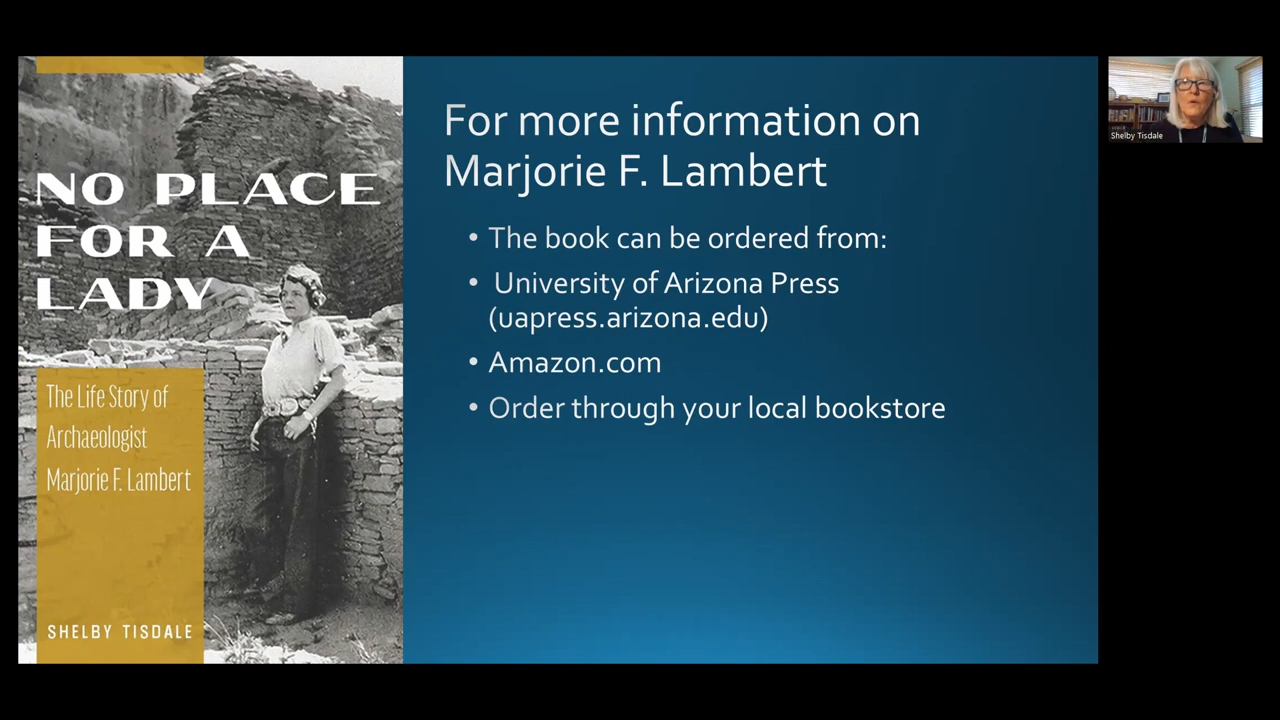 NO PLACE
FOR A
LADY
The Life Story of
Archaeologist
Marjorie F. Lambert
SHELBY TISDALE
For more information on
Marjorie F. Lambert
• The book can be ordered from:
• University of Arizona Press
(uapress.arizona.edu)
• Amazon.com
• Order through your local bookstore
Shelby Tisdale